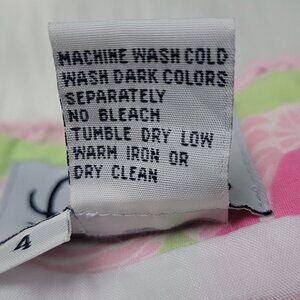 MACHINE WASH COLD
WASH DARK COLORS
SEPARATELY
NO BLEACH
TUMBLE DRY LOW
WARM IRON OR
DRY CLEAN
4